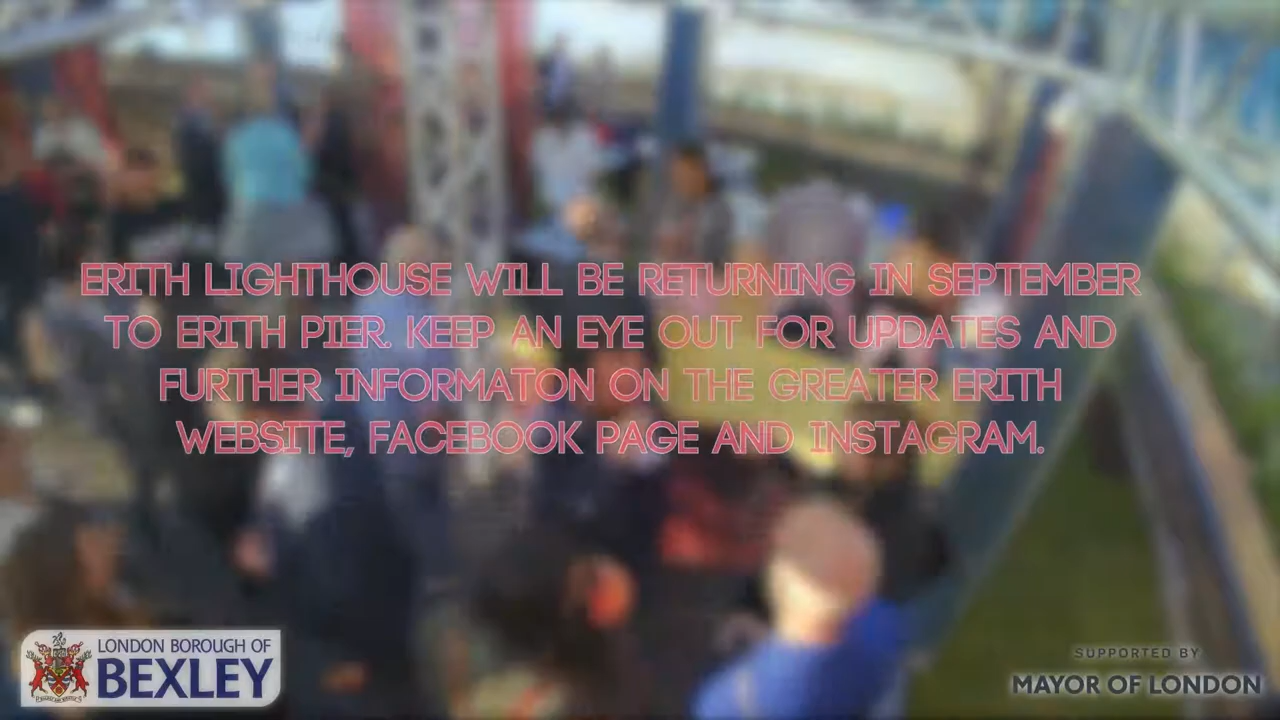 ERITH LIGHTHOUSE WILL BE RETURNING IN SEPTEMBER
TO ERITH PIER. KEEP AN EYE OUT FOR UPDATES AND
FURTHER INFORMATON ON THE GREATER ERITH
WEBSITE, FACEBOOK PAGE AND INSTAGRAM.
LONDON BOROUGH OF
BEXLEY
SUPPORTED BY
MAYOR OF LONDON